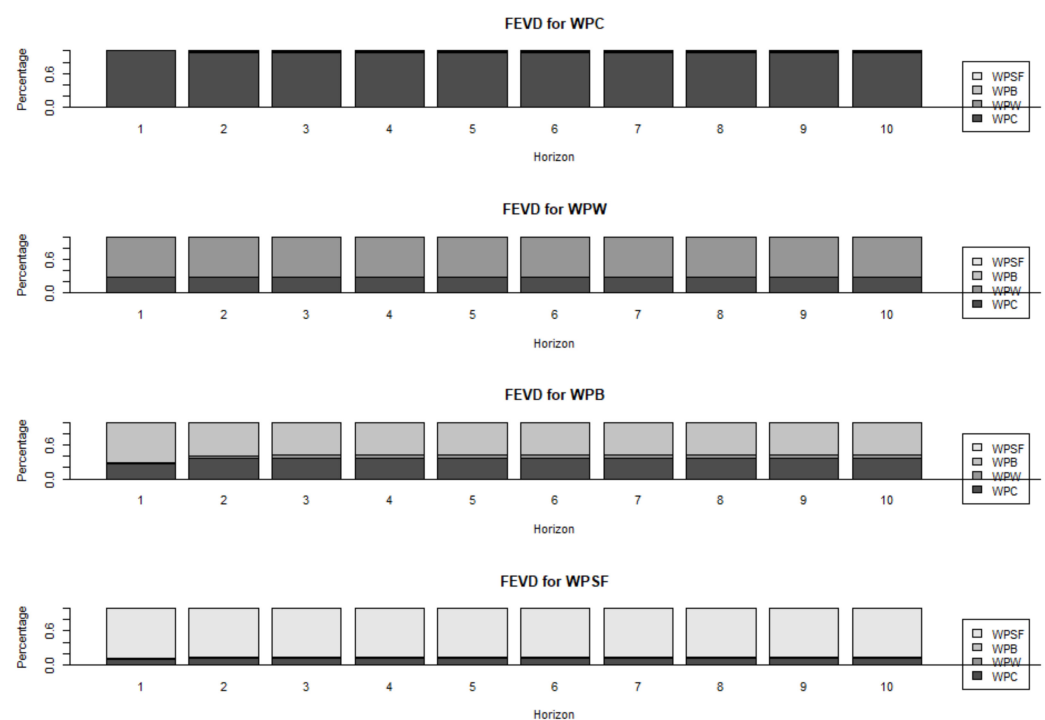 FEVD for WPC
Percentage
0.0 0.6
1 2 3 4 5 6 7 8 9 10
Horizon
WPSF
WPB
WPW
WPC
FEVD for WPW
Percentage
0.0 0.6
1 2 3 4 5 6 7 8 9 10
Horizon
WPSF
WPB
WPW
WPC
FEVD for WPB
Percentage
0.0 0.6
1 2 3 4 5 6 7 8 9 10
Horizon
WPSF
WPB
WPW
WPC
FEVD for WPSF
Percentage
0.0 0.6
1 2 3 4 5 6 7 8 9 10
Horizon
WPSF
WPB
WPW
WPC